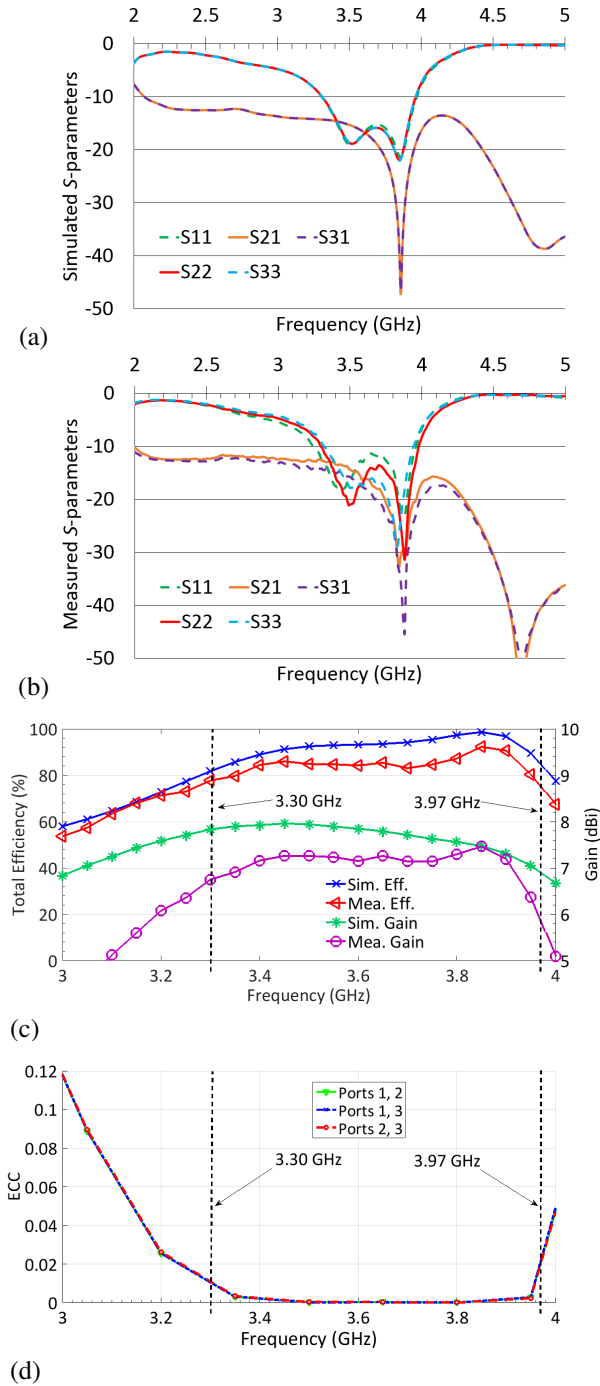 2 2.5 3 3.5 4 4.5 5
0
-10
-20
-30
-40
-50
Simulated S-parameters
S11 S21 S31
S22 S33
Frequency (GHz)
(a)
2 2.5 3 3.5 4 4.5 5
0
-10
-20
-30
-40
-50
Measured S-parameters
S11 S21 S31
S22 S33
Frequency (GHz)
(b)
100
80
60
40
20
0
Total Efficiency (%)
10
9
8
7
6
5
Gain (dBi)
3.30 GHz
3.97 GHz
Sim. Eff.
Mea. Eff.
Sim. Gain
Mea. Gain
3 3.2 3.4 3.6 3.8 4
Frequency (GHz)
(c)
0.12
0.1
0.08
0.06
0.04
0.02
0
ECC
Ports 1, 2
Ports 1, 3
Ports 2, 3
3.30 GHz
3.97 GHz
3 3.2 3.4 3.6 3.8 4
Frequency (GHz)
(d)